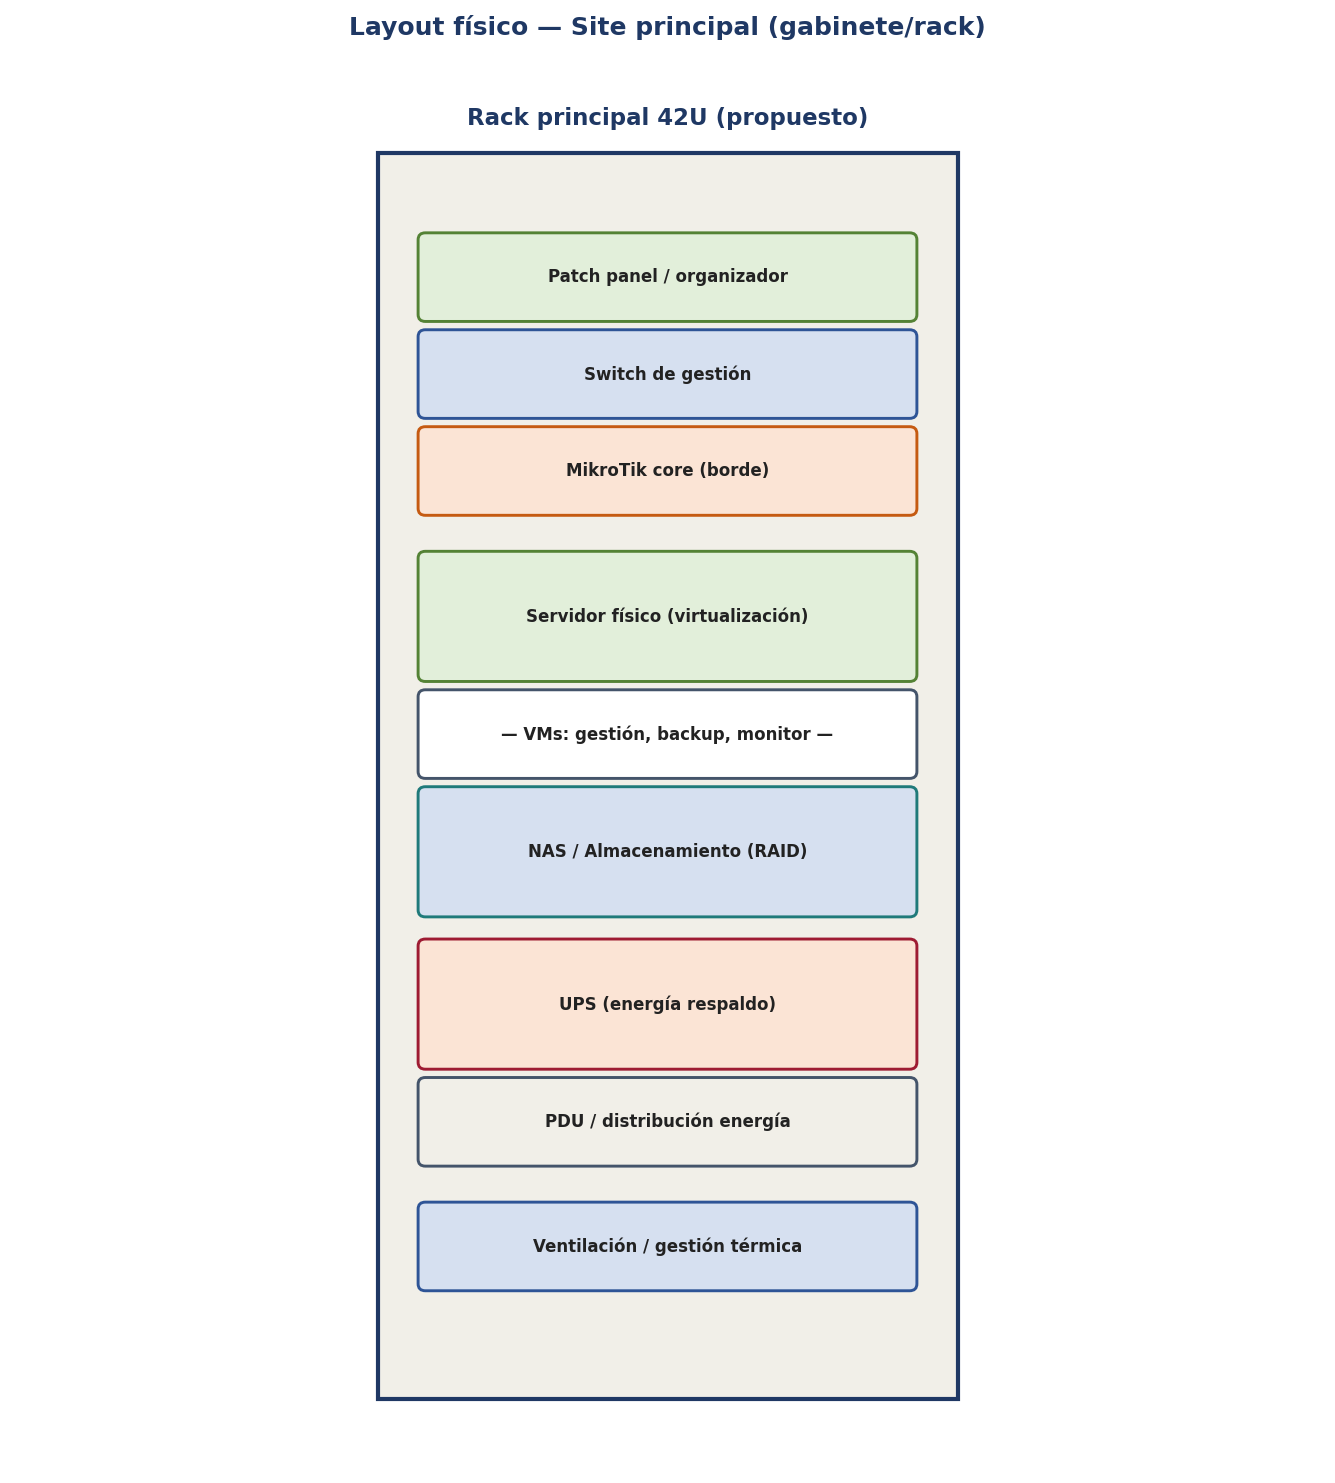 Layout físico — Site principal (gabinete/rack)
Rack principal 42U (propuesto)
Patch panel / organizador
Switch de gestión
MikroTik core (borde)
Servidor físico (virtualización)
— VMs: gestión, backup, monitor —
NAS / Almacenamiento (RAID)
UPS (energía respaldo)
PDU / distribución energía
Ventilación / gestión térmica